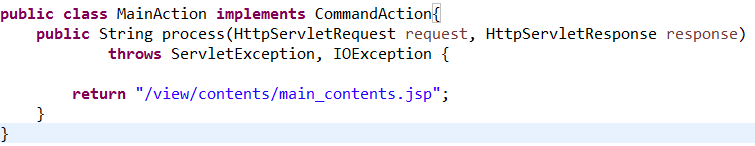 public class MainAction implements CommandAction{
    public String process(HttpServletRequest request, HttpServletResponse response)
            throws ServletException, IOException {
        return "/view/contents/main_contents.jsp";
    }
}